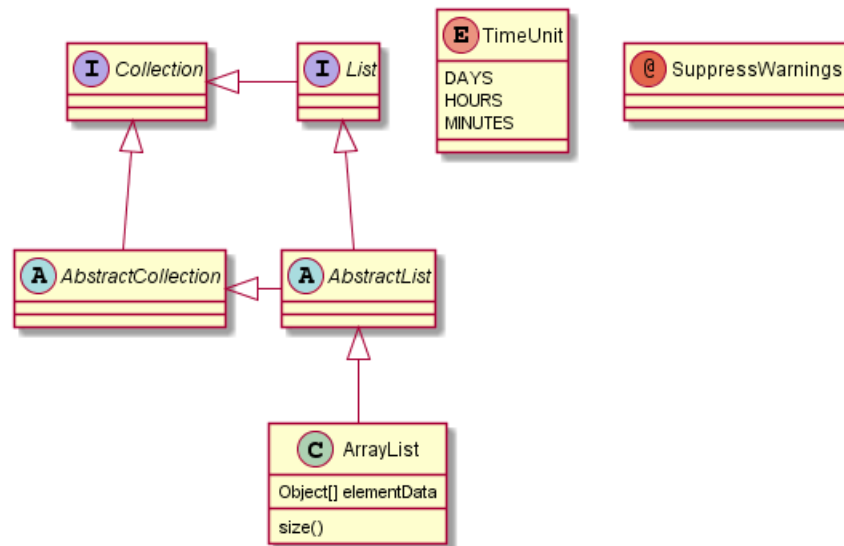 I Collection
I List
E TimeUnit
DAYS
HOURS
MINUTES
@ SuppressWarnings
A AbstractCollection
A AbstractList
C ArrayList
Object[] elementData
size()